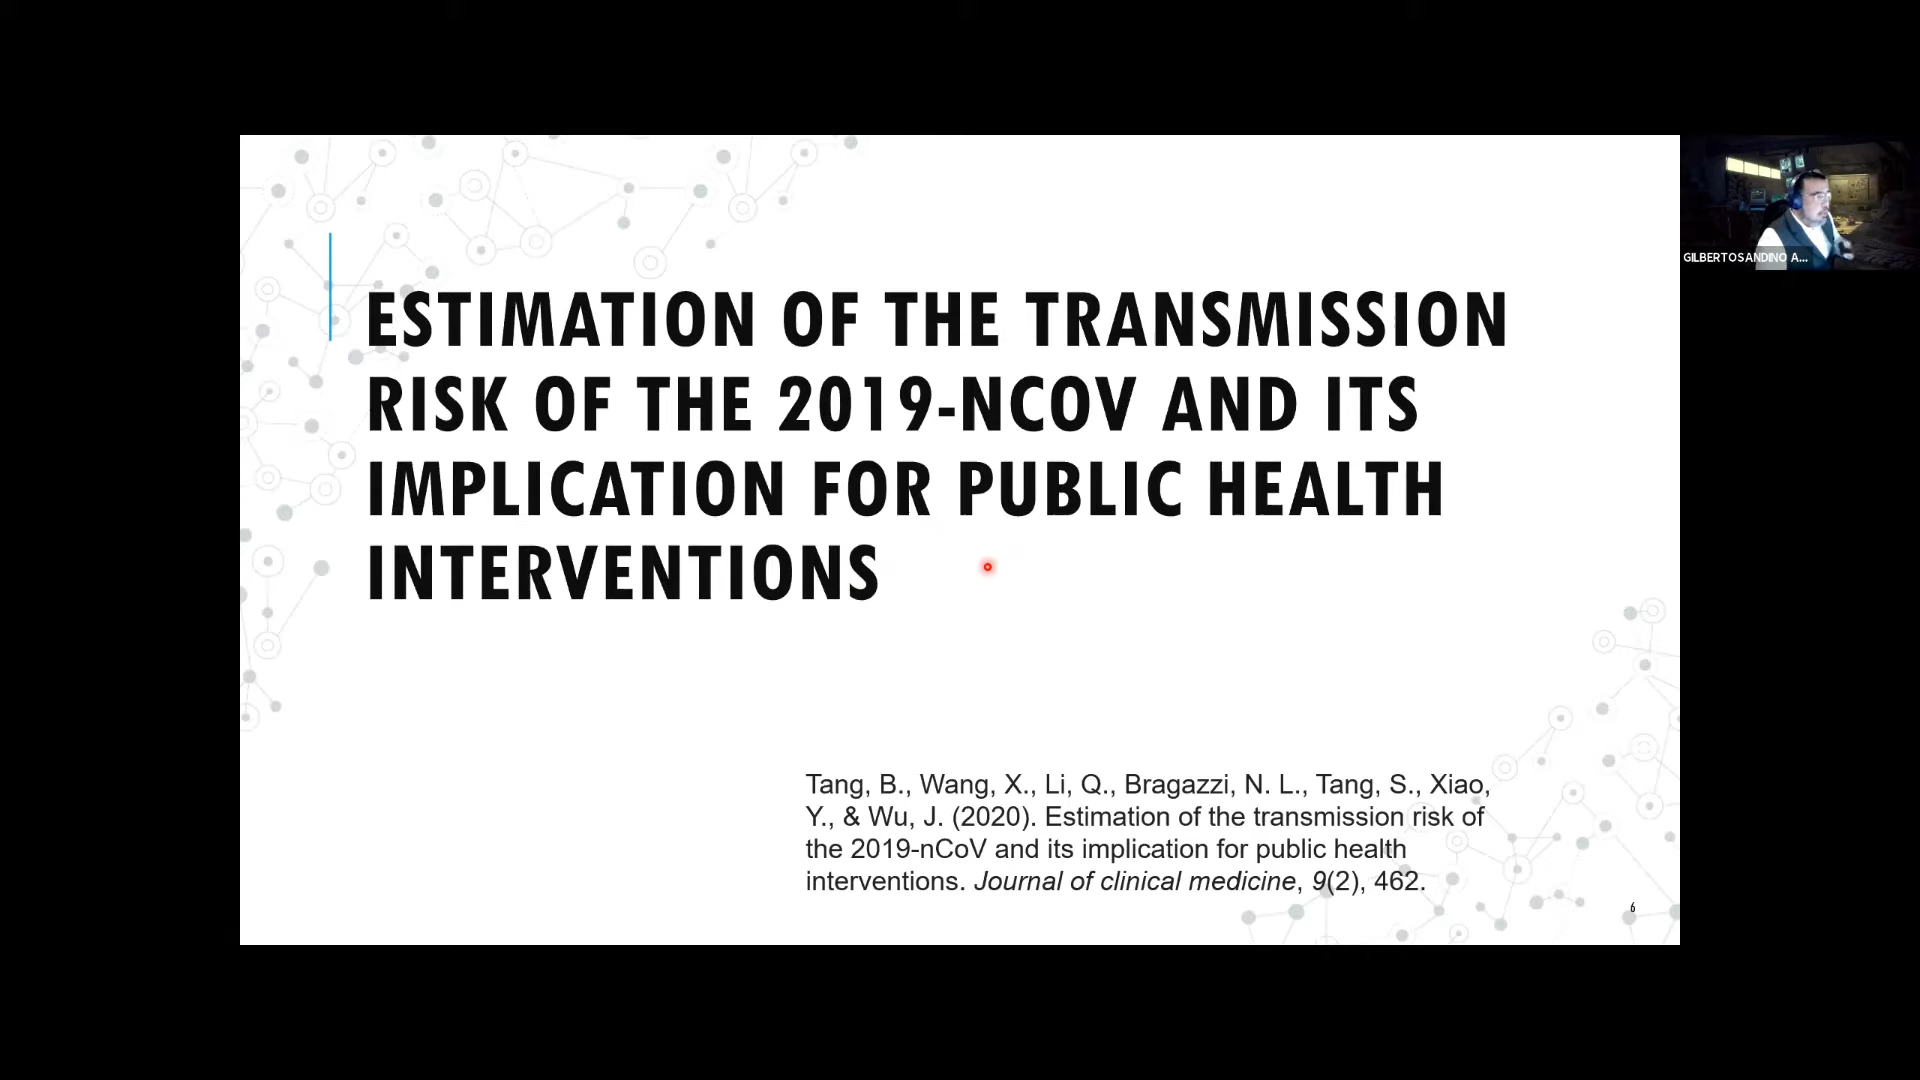 ESTIMATION OF THE TRANSMISSION
RISK OF THE 2019-NCOV AND ITS
IMPLICATION FOR PUBLIC HEALTH
INTERVENTIONS
Tang, B., Wang, X., Li, Q., Bragazzi, N. L., Tang, S., Xiao,
Y., & Wu, J. (2020). Estimation of the transmission risk of
the 2019-nCoV and its implication for public health
interventions. Journal of clinical medicine, 9(2), 462.
6
GILBERTOSANDINO A...